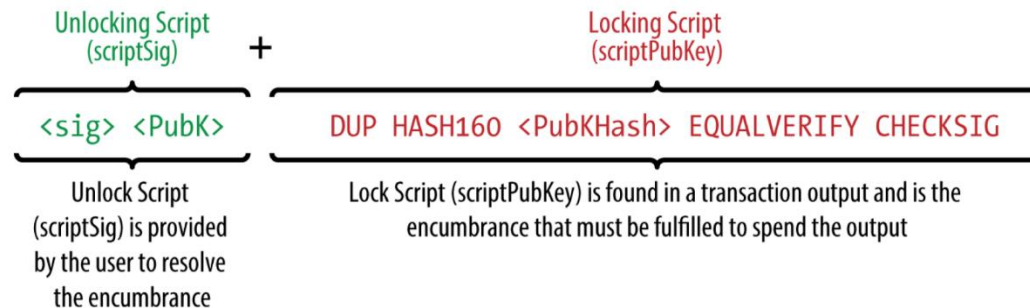 Unlocking Script
(scriptSig)
+
Locking Script
(scriptPubKey)
<sig> <PubK>
DUP HASH160 <PubKHash> EQUALVERIFY CHECKSIG
Unlock Script
(scriptSig) is provided
by the user to resolve
the encumbrance
Lock Script (scriptPubKey) is found in a transaction output and is the
encumbrance that must be fulfilled to spend the output